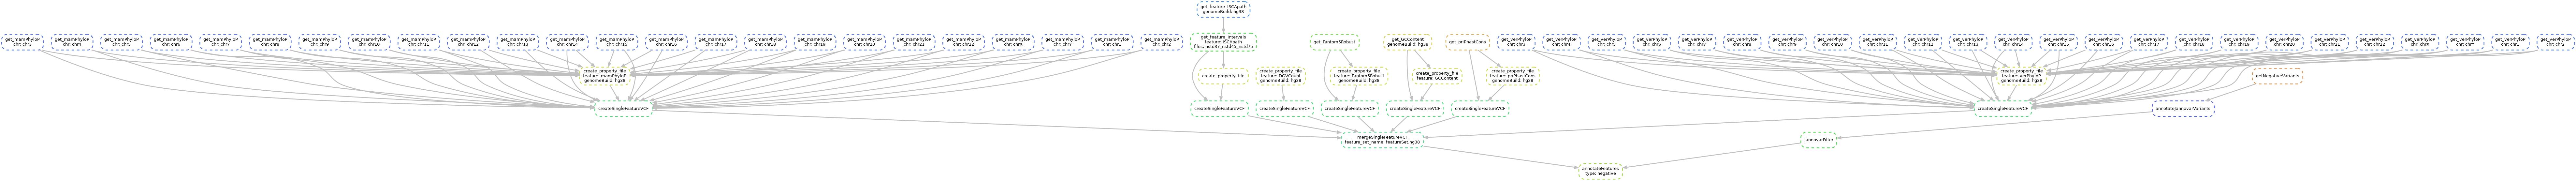 get_feature_ISCApath
genomeBuild: hg38
get_mamPhyloP
chr: chr3
get_mamPhyloP
chr: chr4
get_mamPhyloP
chr: chr5
get_mamPhyloP
chr: chr6
get_mamPhyloP
chr: chr7
get_mamPhyloP
chr: chr8
get_mamPhyloP
chr: chr9
get_mamPhyloP
chr: chr10
get_mamPhyloP
chr: chr11
get_mamPhyloP
chr: chr12
get_mamPhyloP
chr: chr13
get_mamPhyloP
chr: chr14
get_mamPhyloP
chr: chr15
get_mamPhyloP
chr: chr16
get_mamPhyloP
chr: chr17
get_mamPhyloP
chr: chr18
get_mamPhyloP
chr: chr19
get_mamPhyloP
chr: chr20
get_mamPhyloP
chr: chr21
get_mamPhyloP
chr: chr22
get_mamPhyloP
chr: chrX
get_mamPhyloP
chr: chrY
get_mamPhyloP
chr: chr1
get_mamPhyloP
chr: chr2
get_feature_intervals
feature: ISCApath
files: nstd37_nstd45_nstd75
get_fantom5Robust
get_GCContent
genomeBuild: hg38
get_priPhastCons
get_verPhyloP
chr: chr3
get_verPhyloP
chr: chr4
get_verPhyloP
chr: chr5
get_verPhyloP
chr: chr6
get_verPhyloP
chr: chr7
get_verPhyloP
chr: chr8
get_verPhyloP
chr: chr9
get_verPhyloP
chr: chr10
get_verPhyloP
chr: chr11
get_verPhyloP
chr: chr12
get_verPhyloP
chr: chr13
get_verPhyloP
chr: chr14
get_verPhyloP
chr: chr15
get_verPhyloP
chr: chr16
get_verPhyloP
chr: chr17
get_verPhyloP
chr: chr18
get_verPhyloP
chr: chr19
get_verPhyloP
chr: chr20
get_verPhyloP
chr: chr21
get_verPhyloP
chr: chr22
get_verPhyloP
chr: chrX
get_verPhyloP
chr: chrY
get_verPhyloP
chr: chr1
get_verPhyloP
chr: chr2
create_property_file
feature: mamPhyloP
genomeBuild: hg38
create_property_file
create_property_file
feature: DGVCount
genomeBuild: hg38
create_property_file
feature: fantom5Robust
genomeBuild: hg38
create_property_file
feature: GCContent
create_property_file
feature: priPhastCons
genomeBuild: hg38
create_property_file
feature: verPhyloP
genomeBuild: hg38
getNegativeVariants
createSingleFeatureVCF
createSingleFeatureVCF
createSingleFeatureVCF
createSingleFeatureVCF
createSingleFeatureVCF
createSingleFeatureVCF
createSingleFeatureVCF
annotateJannovarVariants
mergeSingleFeatureVCF
feature_set_name: featureSet.hg38
jannovarFilter
annotateFeatures
type: negative